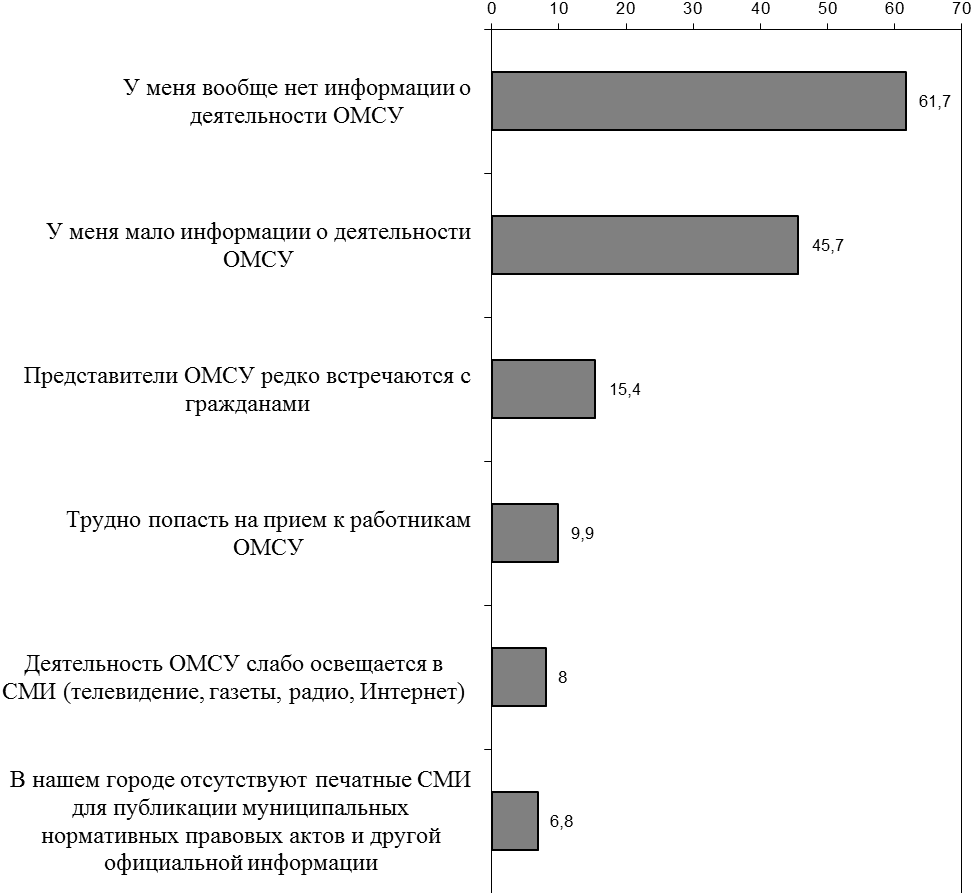 0 10 20 30 40 50 60 70
У меня вообще нет информации о
деятельности ОМСУ
61,7
У меня мало информации о деятельности
ОМСУ
45,7
Представители ОМСУ редко встречаются с
гражданами
15,4
Трудно попасть на прием к работникам
ОМСУ
9,9
Деятельность ОМСУ слабо освещается в
СМИ (телевидение, газеты, радио, Интернет)
8
В нашем городе отсутствуют печатные СМИ
для публикации муниципальных
нормативных правовых актов и другой
официальной информации
6,8